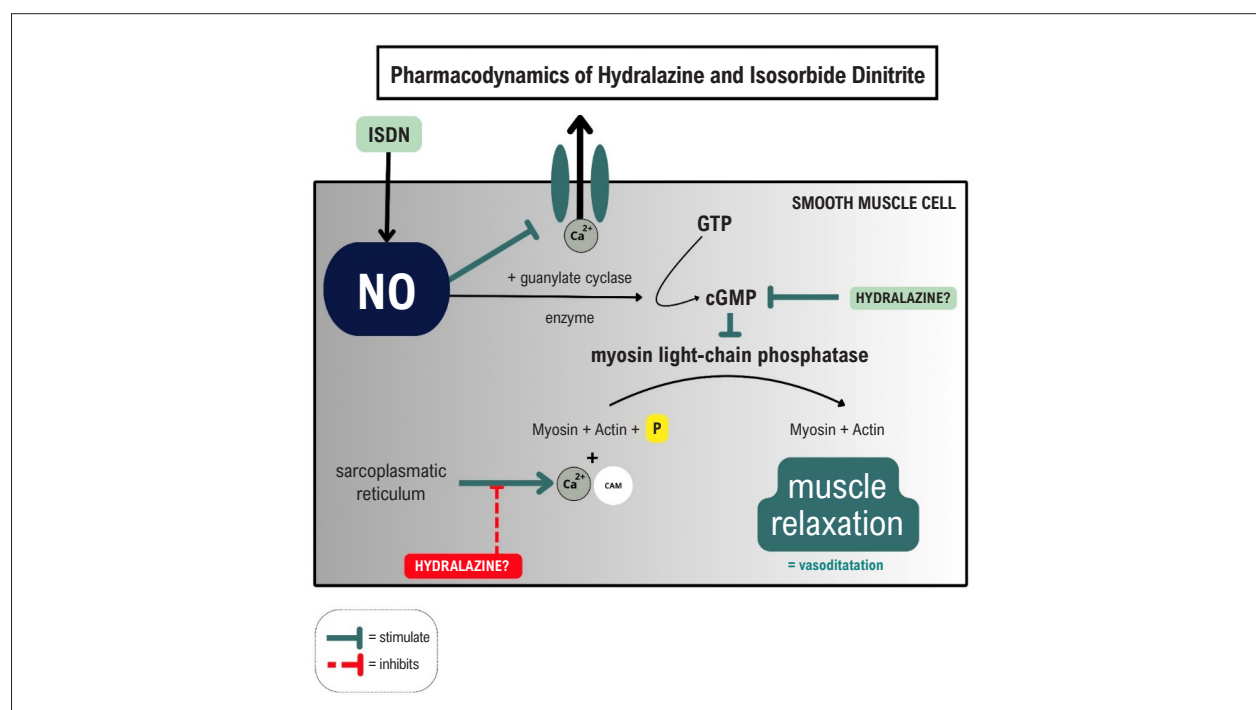 Pharmacodynamics of Hydralazine and Isosorbide Dinitrite
ISDN
SMOOTH MUSCLE CELL
Ca2+
GTP
NO
+ guanylate cyclase
enzyme
cGMP
HYDRALAZINE?
myosin light-chain phosphatase
Myosin + Actin + P
Myosin + Actin
+
sarcoplasmatic
reticulum
Ca2+
CAM
muscle
relaxation
= vasoditatation
HYDRALAZINE?
= stimulate
= inhibits